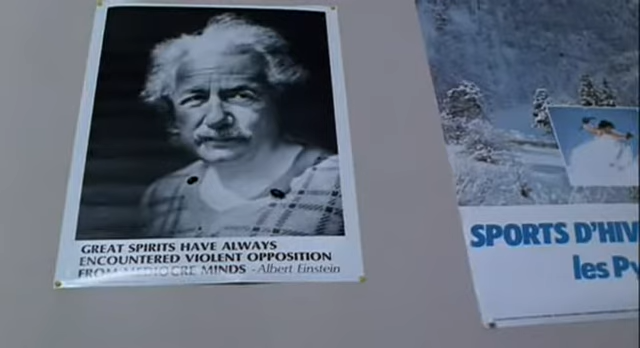 GREAT SPIRITS HAVE ALWAYS
ENCOUNTERED VIOLENT OPPOSITION
FROM MEDIOCRE MINDS - Albert Einstein
SPORTS D'HIV
les Py